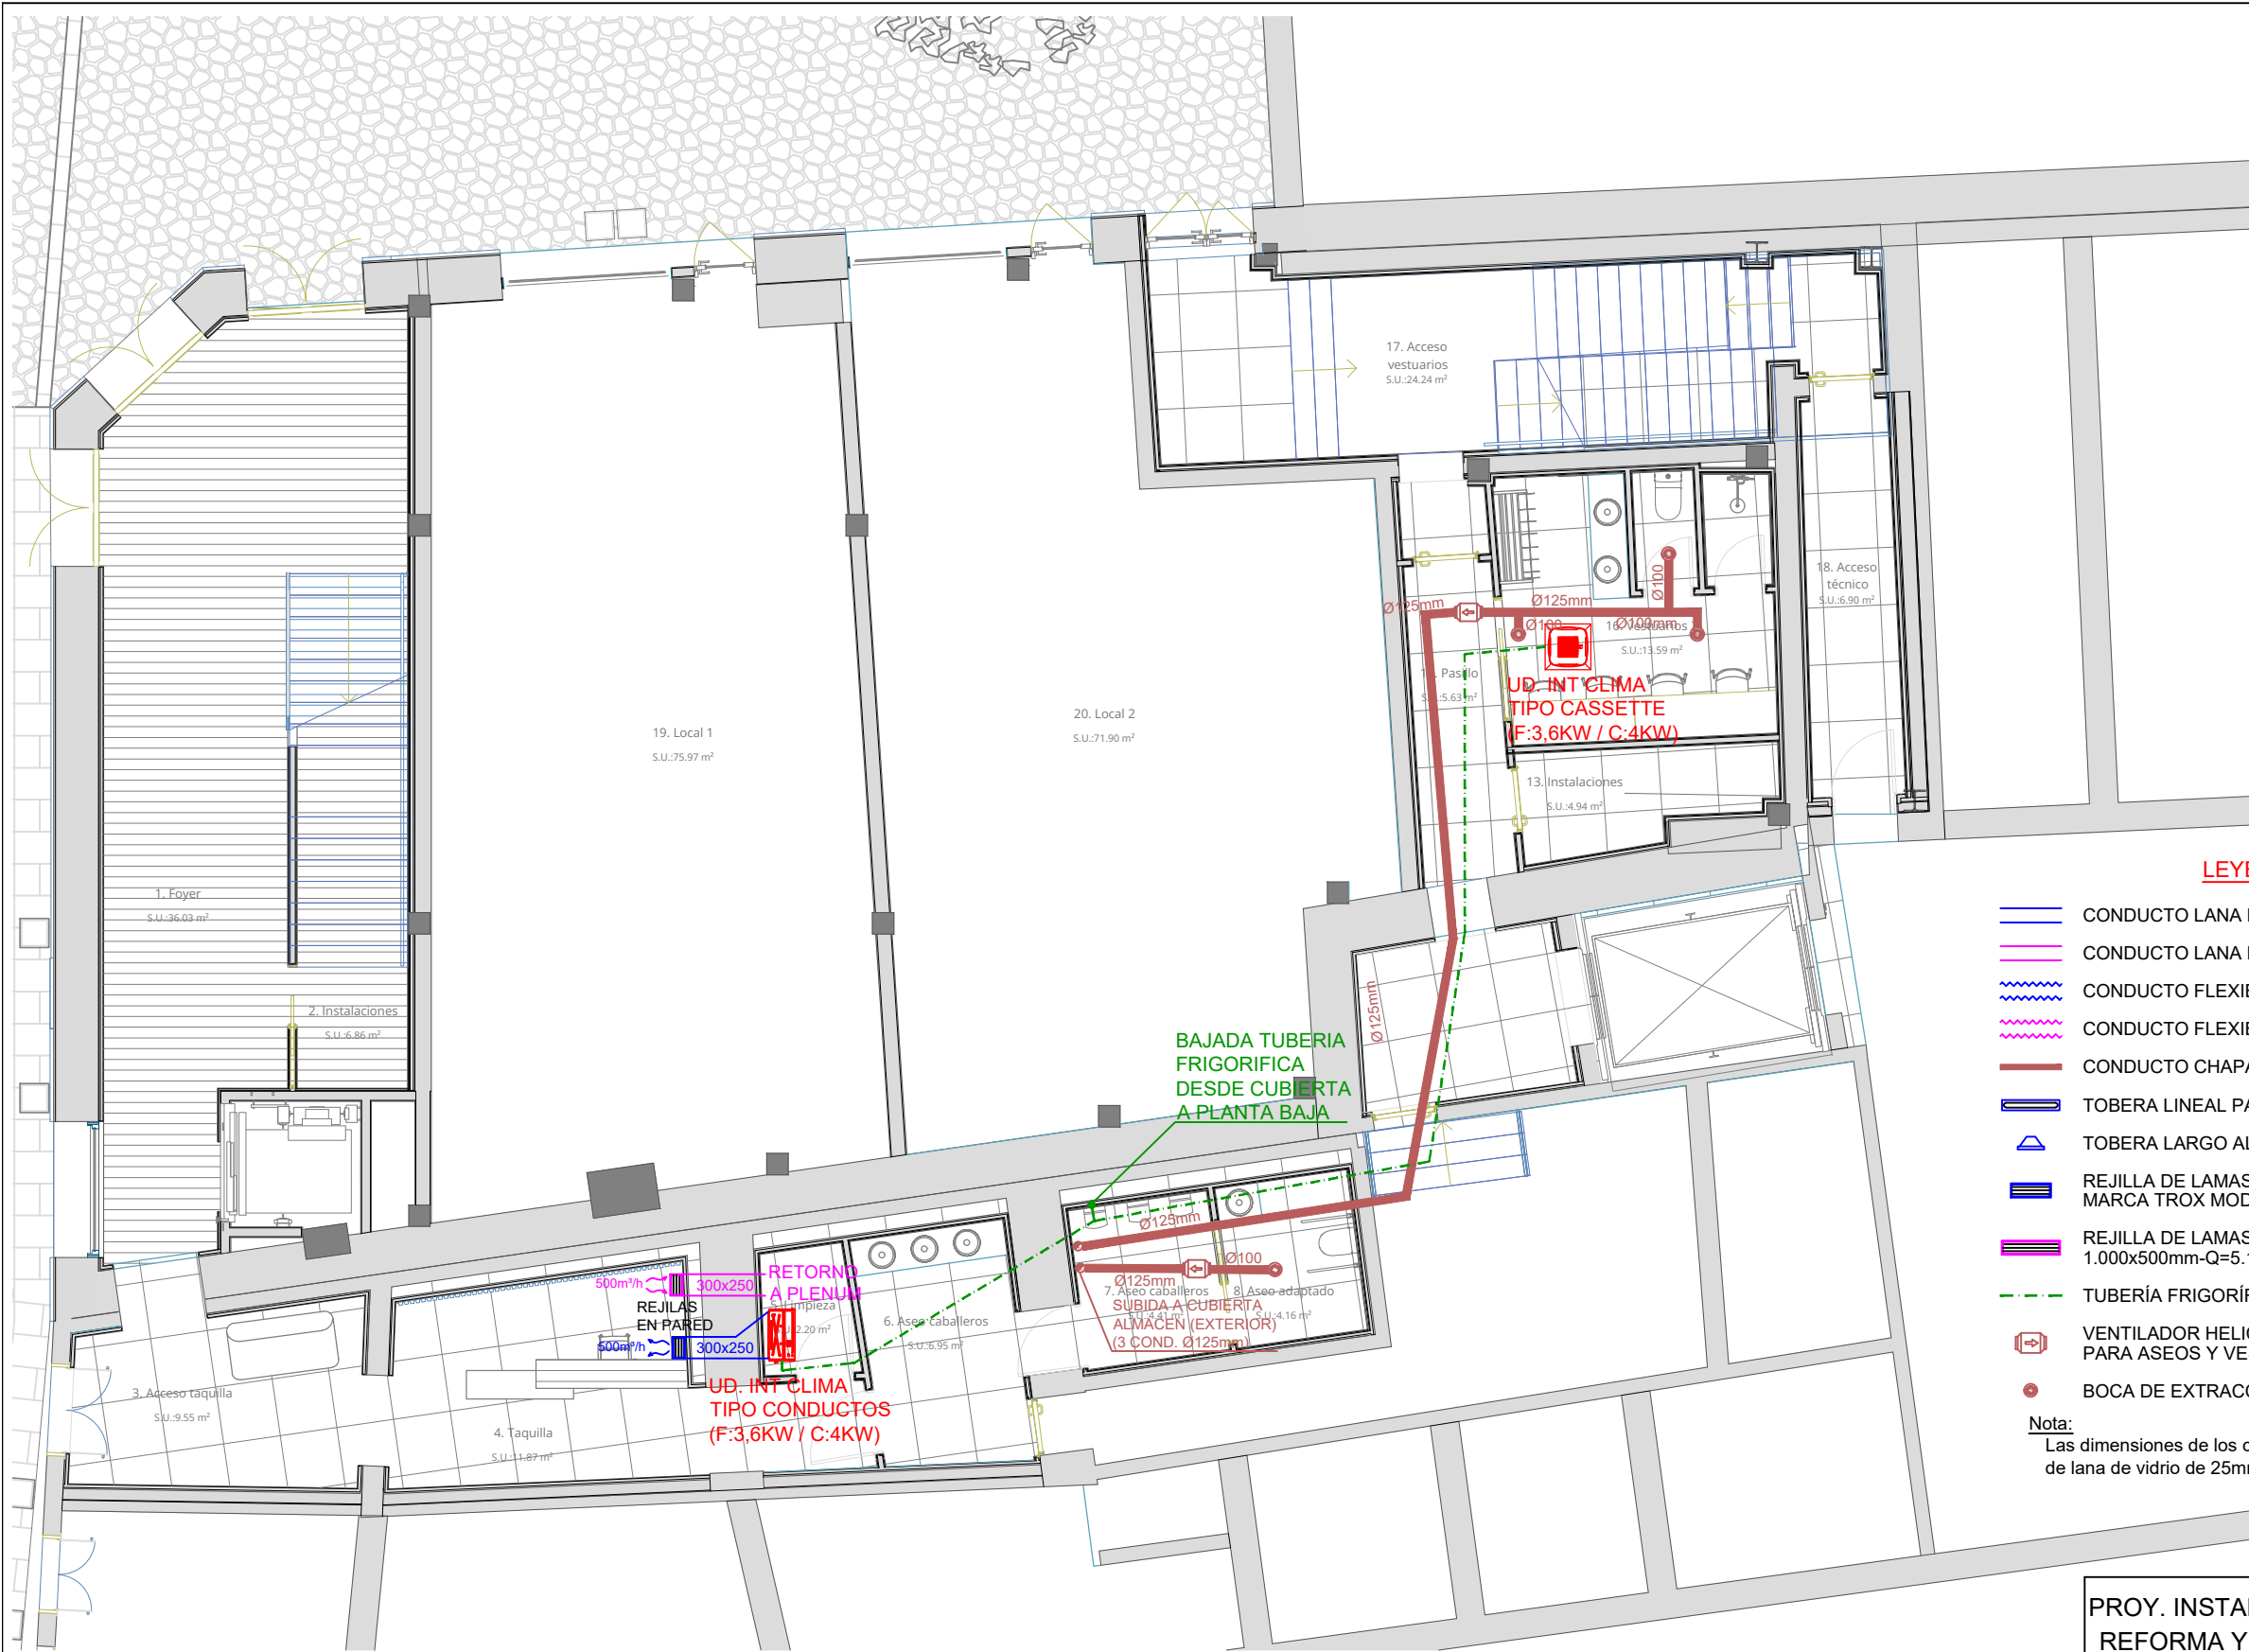 17. Acceso
vestuarios
S.U.:24.24 m²
18. Acceso
técnico
S.U.:6.90 m²
Ø125mm
Ø125mm
Ø100
Ø100
Ø100mm
16. Vestuarios
S.U.:13.59 m²
Pasillo
S.U.:5.63 m²
UD. INT CLIMA
TIPO CASSETTE
(F:3,6KW / C:4KW)
13. Instalaciones
S.U.:4.94 m²
19. Local 1
S.U.:75.97 m²
20. Local 2
S.U.:71.90 m²
1. Foyer
S.U.:36.03 m²
2. Instalaciones
S.U.:6.86 m²
Ø125mm
BAJADA TUBERIA
FRIGORIFICA
DESDE CUBIERTA
A PLANTA BAJA
Ø125mm
Ø100
Ø125mm
7. Aseo caballeros
S.U.:4.41 m²
8. Aseo adaptado
S.U.:4.16 m²
SUBIDA A CUBIERTA
ALMACEN (EXTERIOR)
(3 COND. Ø125mm)
RETORNO
A PLENUM
500m³/h
300x250
REJILAS
EN PARED
500m³/h
300x250
5. Limpieza
S.U.:2.20 m²
6. Aseo caballeros
S.U.:6.95 m²
UD. INT CLIMA
TIPO CONDUCTOS
(F:3,6KW / C:4KW)
3. Acceso taquilla
S.U.:9.55 m²
4. Taquilla
S.U.:11.87 m²
LEYE
CONDUCTO LANA
CONDUCTO LANA
CONDUCTO FLEXIB
CONDUCTO FLEXIB
CONDUCTO CHAPA
TOBERA LINEAL PA
TOBERA LARGO AL
REJILLA DE LAMAS
MARCA TROX MOD
REJILLA DE LAMAS
1.000x500mm-Q=5.
TUBERÍA FRIGORÍF
VENTILADOR HELIC
PARA ASEOS Y VES
BOCA DE EXTRACC
Nota:
Las dimensiones de los c
de lana de vidrio de 25mm
PROY. INSTAL
REFORMA Y